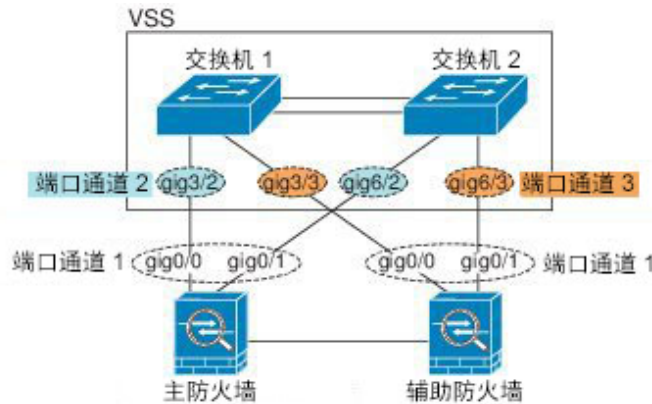 VSS
交换机 1
交换机 2
端口通道 2
gig3/2
gig3/3
gig6/2
gig6/3
端口通道 3
端口通道 1
gig0/0
gig0/1
gig0/0
gig0/1
端口通道 1
主防火墙
辅助防火墙